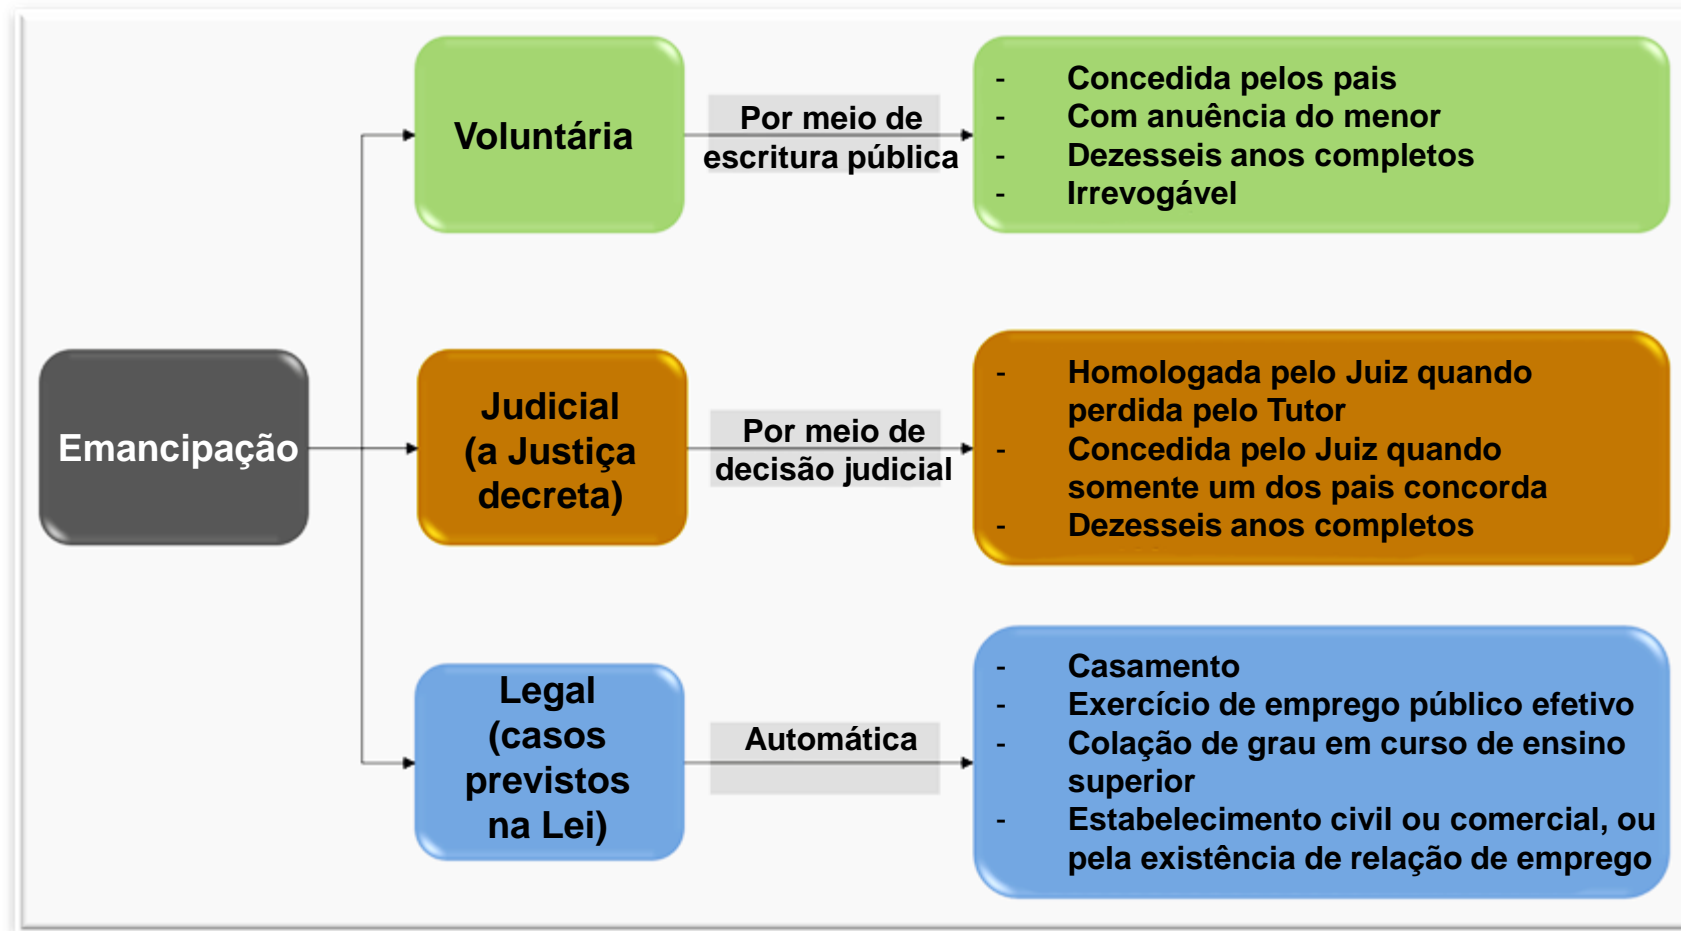 Emancipação
Voluntária
Por meio de
escritura pública
- Concedida pelos pais
- Com anuência do menor
- Dezesseis anos completos
- Irrevogável
Judicial
(a Justiça
decreta)
Por meio de
decisão judicial
- Homologada pelo Juiz quando
perdida pelo Tutor
- Concedida pelo Juiz quando
somente um dos pais concorda
- Dezesseis anos completos
Legal
(casos
previstos
na Lei)
Automática
- Casamento
- Exercício de emprego público efetivo
- Colação de grau em curso de ensino
superior
- Estabelecimento civil ou comercial, ou
pela existência de relação de emprego